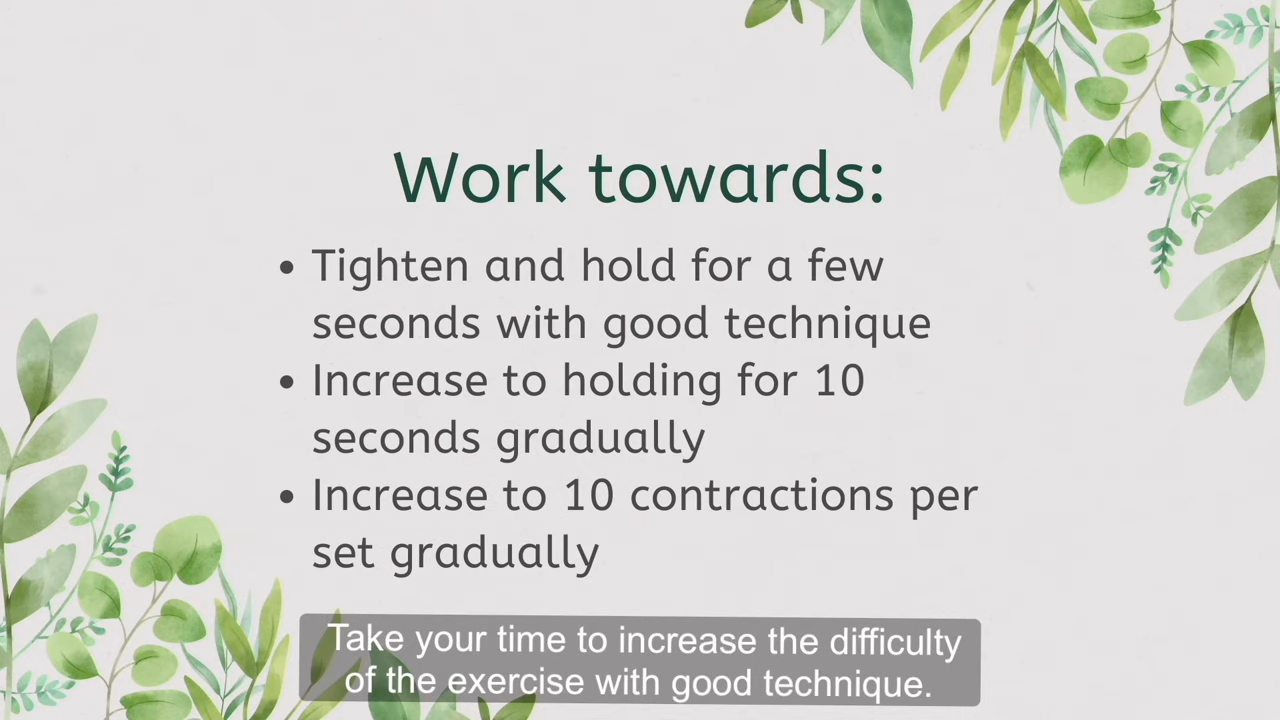 Work towards:
• Tighten and hold for a few
seconds with good technique
• Increase to holding for 10
seconds gradually
• Increase to 10 contractions per
set gradually
Take your time to increase the difficulty
of the exercise with good technique.